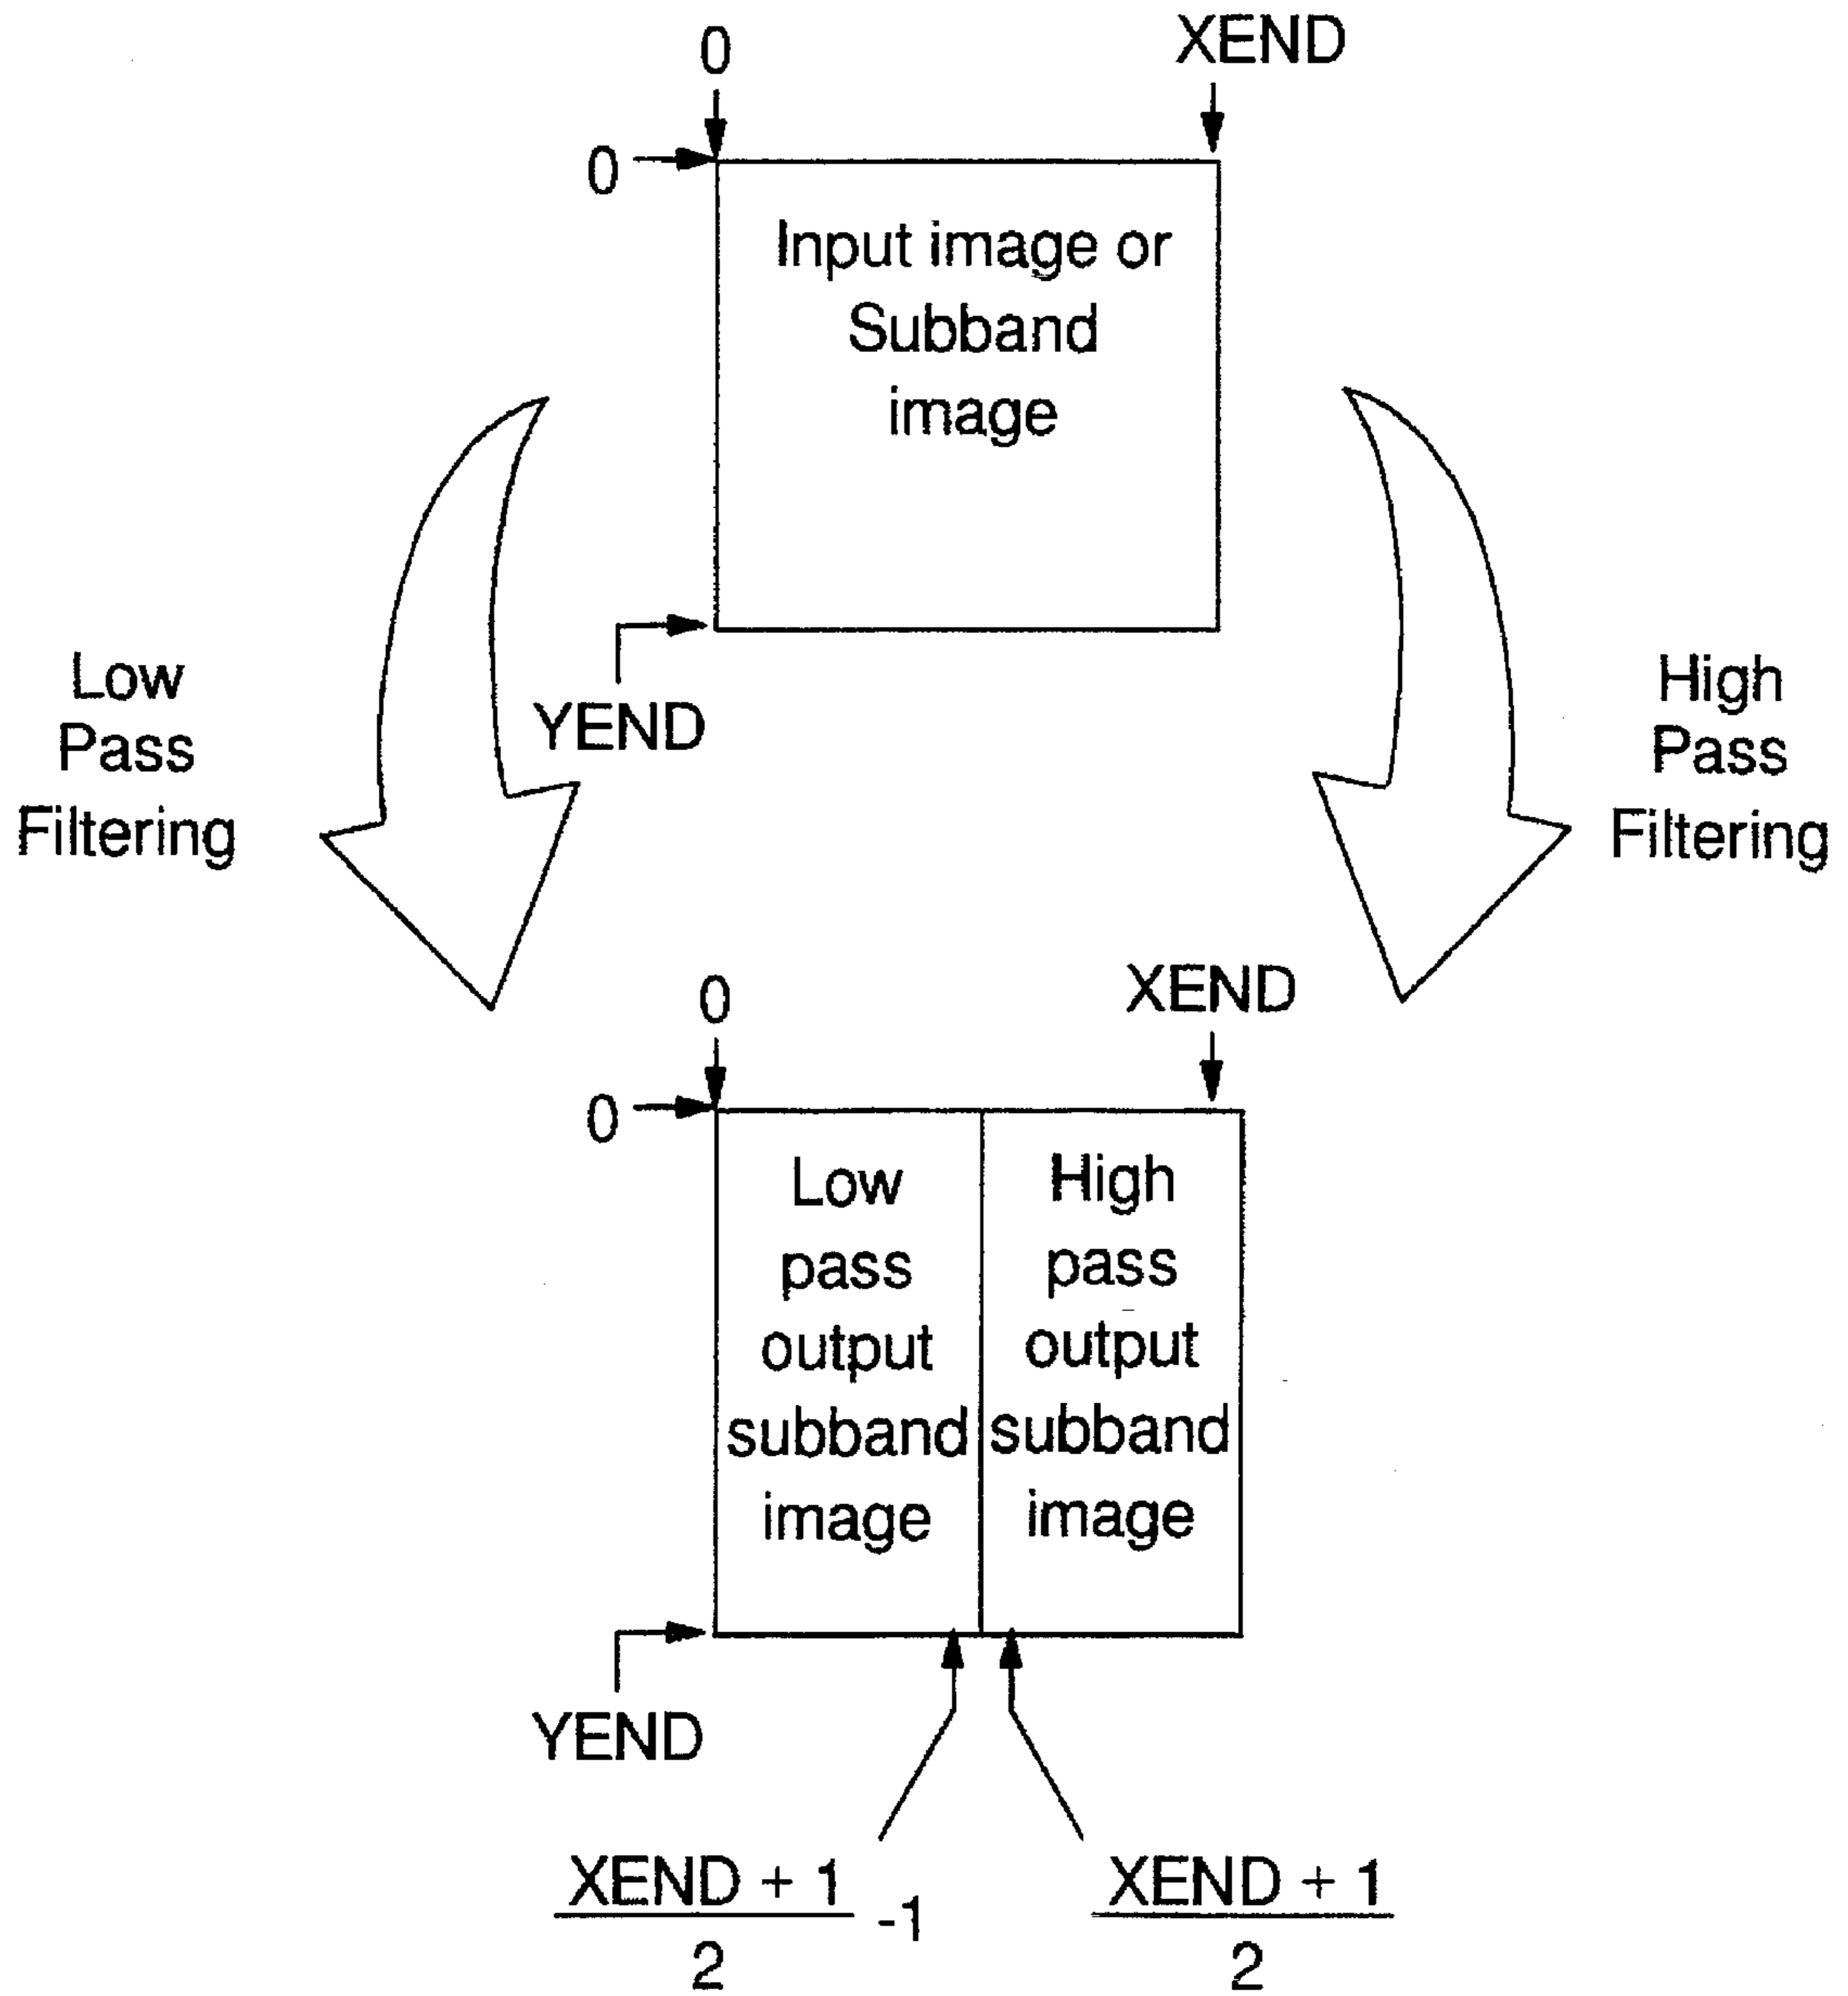 0
XEND
0
Input image or
Subband
image
YEND
Low
Pass
Filtering
High
Pass
Filtering
0
XEND
0
Low
pass
output
subband
image
High
pass
output
subband
image
YEND
XEND + 1
-1
2
XEND + 1
2